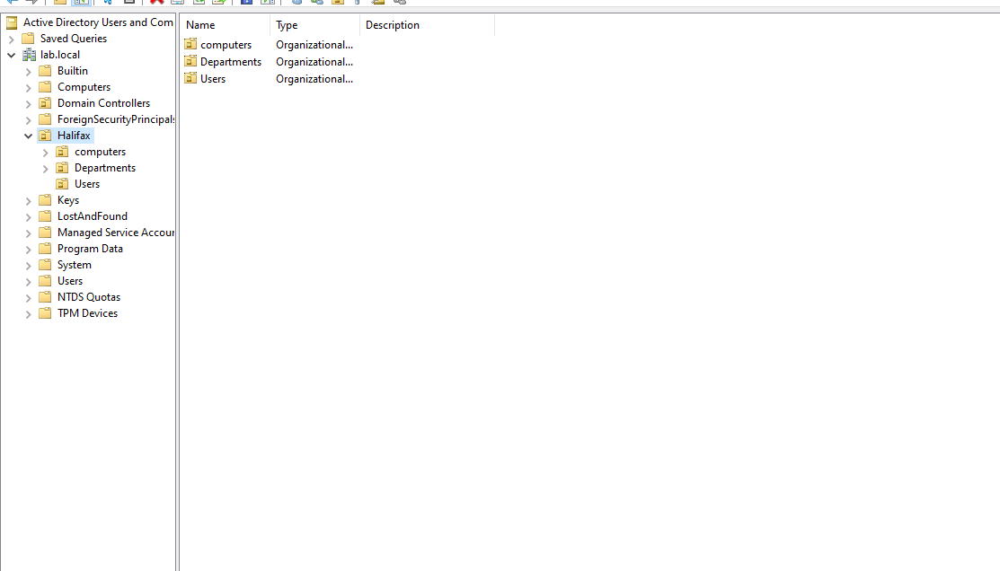 Active Directory Users and Com
Saved Queries
lab.local
Builtin
Computers
Domain Controllers
ForeignSecurityPrincipals
Halifax
computers
Departments
Users
Keys
LostAndFound
Managed Service Accour
Program Data
System
Users
NTDS Quotas
TPM Devices
Name Type Description
computers Organizational...
Departments Organizational...
Users Organizational...